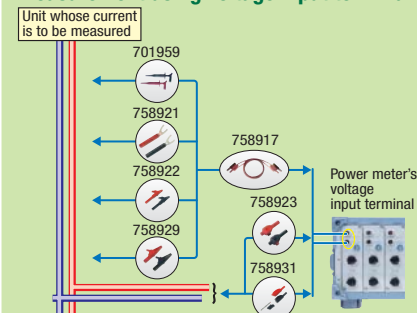 Unit whose current
is to be measured
701959
758921
758917
758922
Power meter's
voltage
input terminal
758923
758929
758931